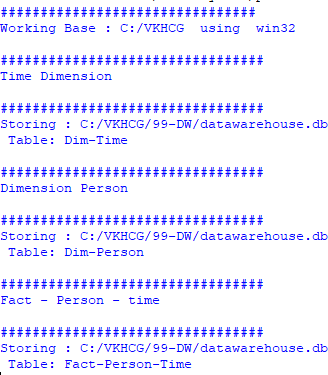 ################################
Working Base : C:/VKHCG  using  win32
#################################
Time Dimension
#################################
Storing : C:/VKHCG/99-DW/datawarehouse.db
 Table: Dim-Time
#################################
Dimension Person
#################################
Storing : C:/VKHCG/99-DW/datawarehouse.db
 Table: Dim-Person
#################################
Fact - Person - time
#################################
Storing : C:/VKHCG/99-DW/datawarehouse.db
 Table: Fact-Person-Time